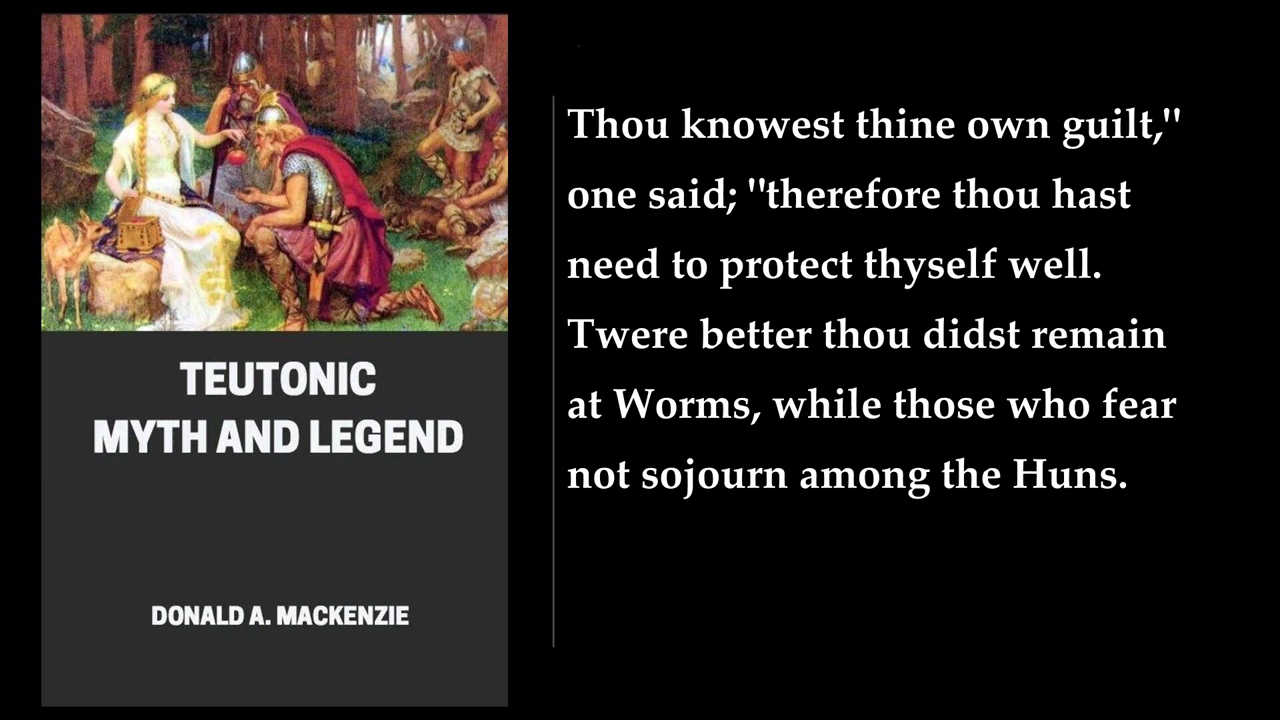 TEUTONIC
MYTH AND LEGEND
DONALD A. MACKENZIE
Thou knowest thine own guilt,"
one said; "therefore thou hast
need to protect thyself well.
Twere better thou didst remain
at Worms, while those who fear
not sojourn among the Huns.